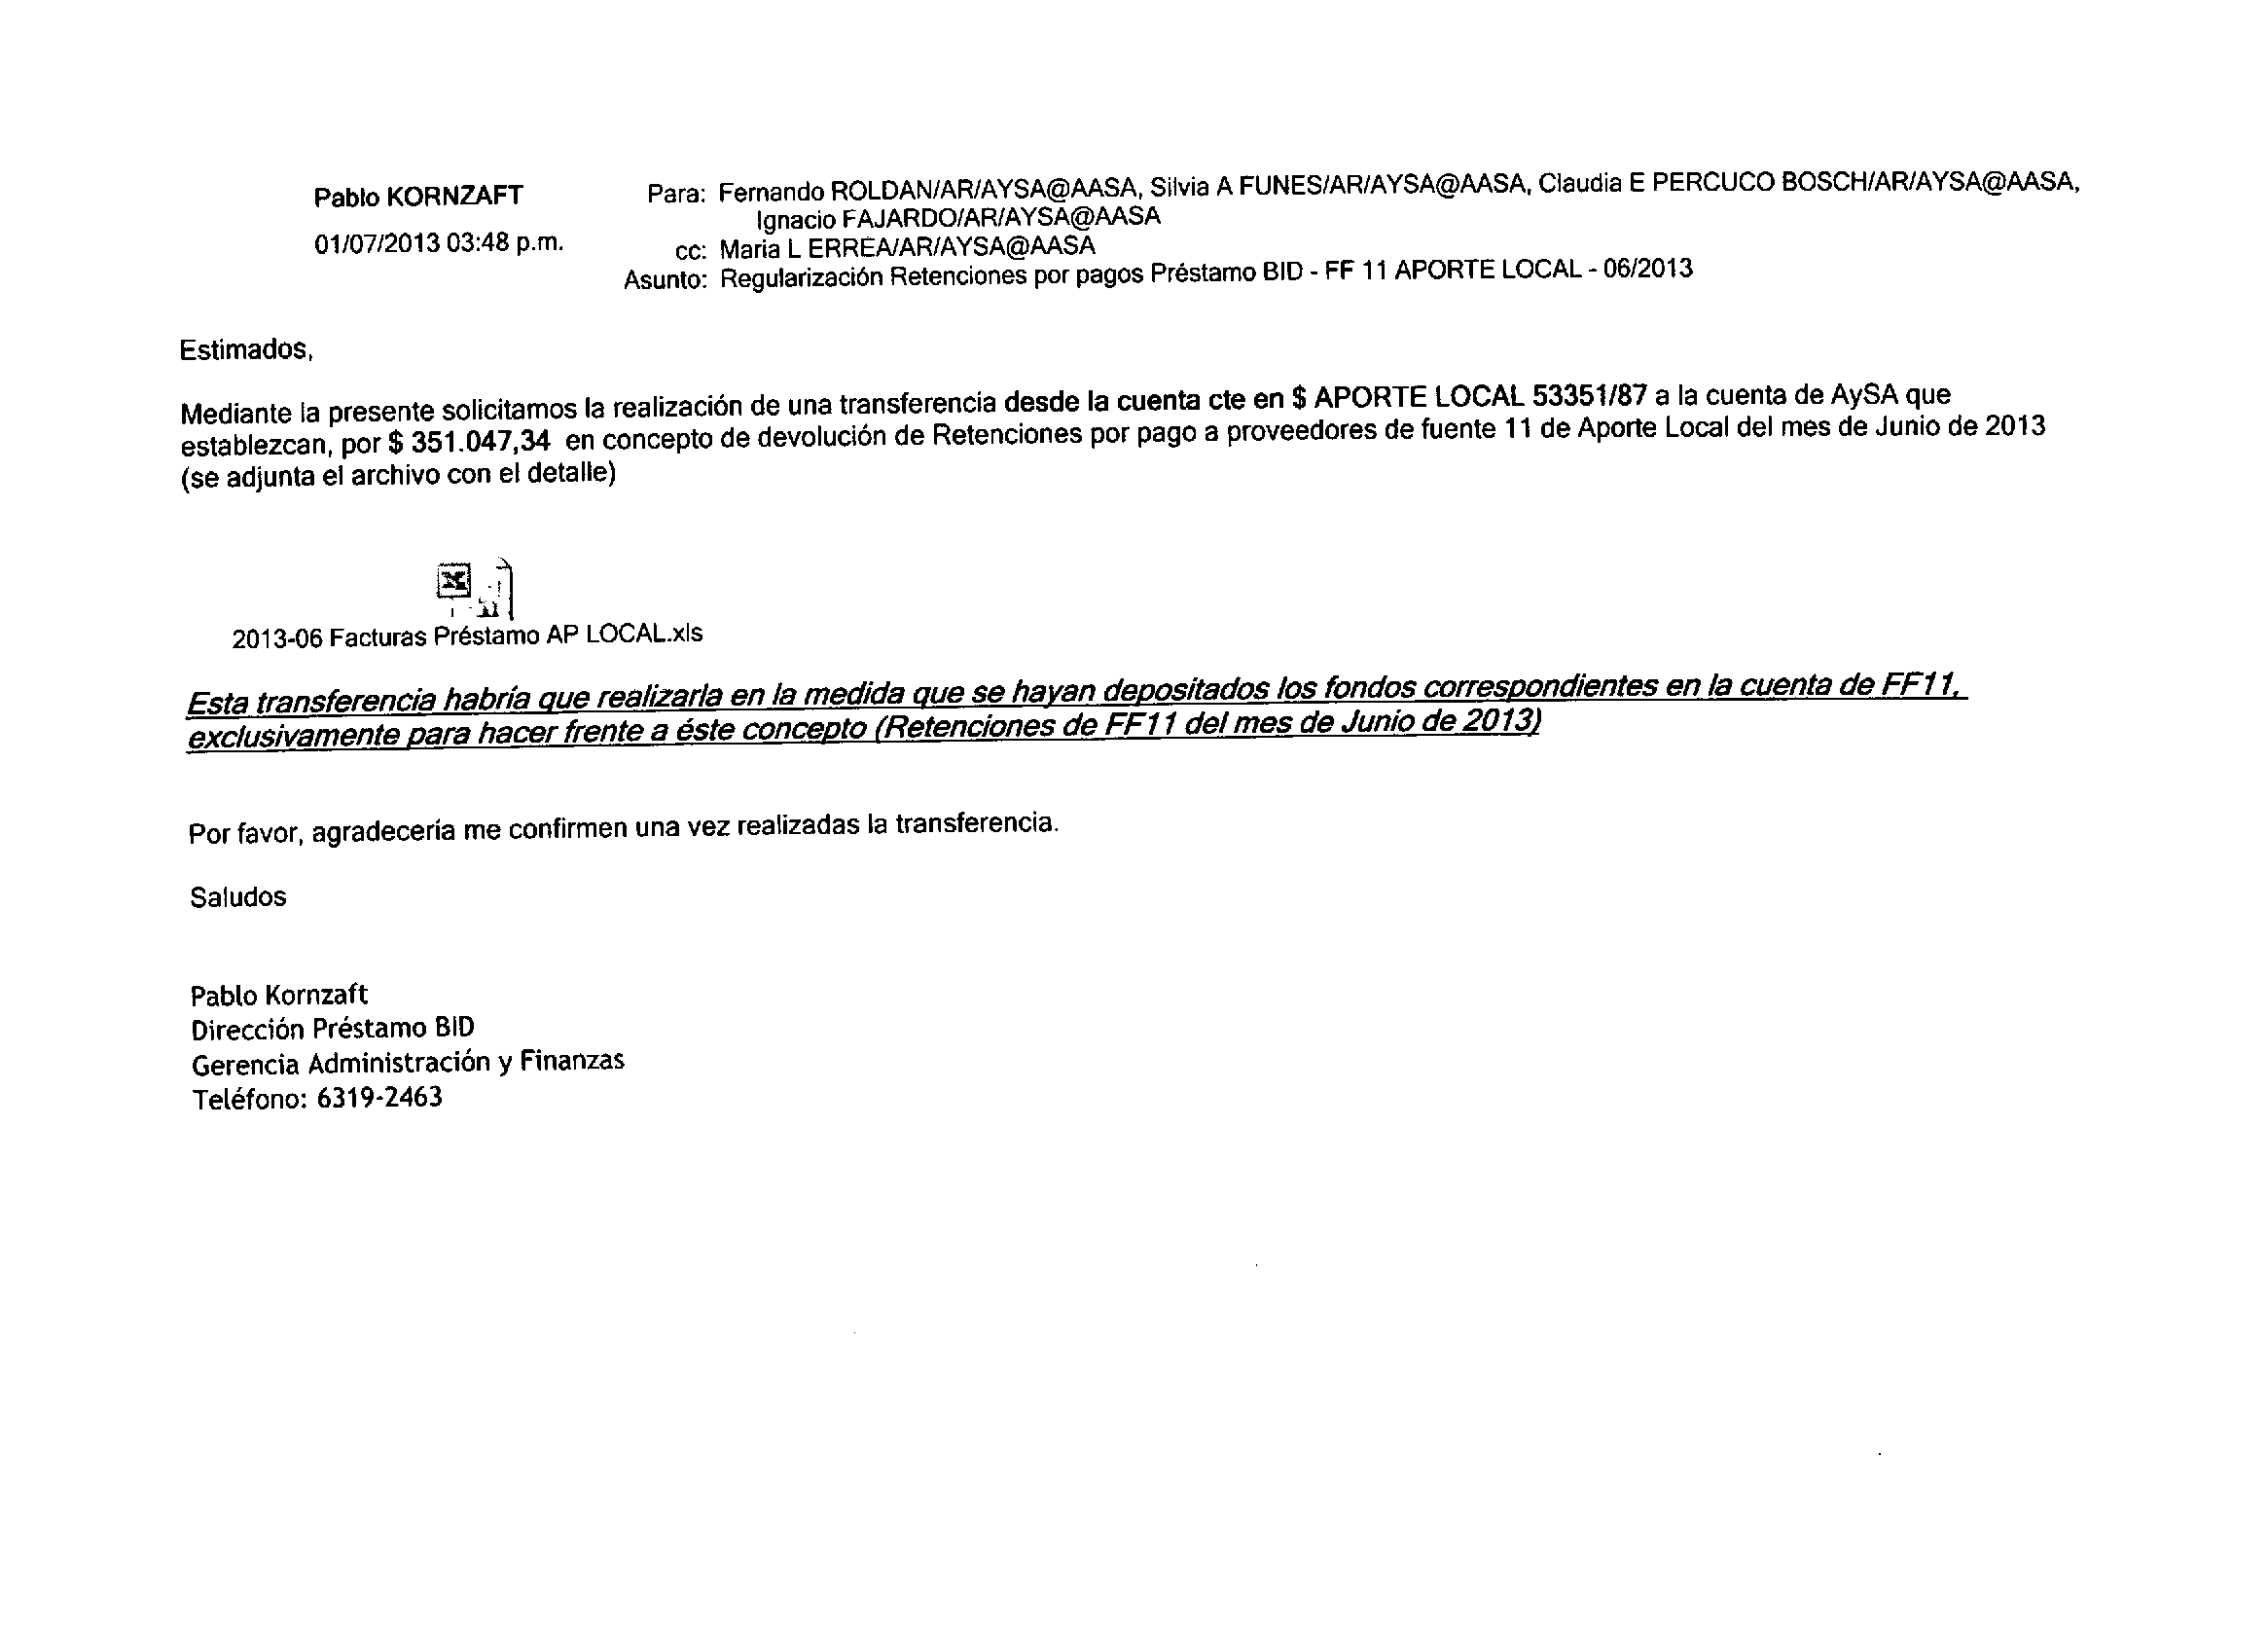 Pablo KORNZAFT
01/07/2013 03:48 p.m.
Para: Fernando ROLDAN/AR/AYSA@AASA, Silvia A FUNES/AR/AYSA@AASA, Claudia E PERCUCO BOSCH/AR/AYSA@AASA,
Ignacio FAJARDO/AR/AYSA@AASA
cc: Maria L ERREA/AR/AYSA@AASA
Asunto: Regularización Retenciones por pagos Préstamo BID - FF 11 APORTE LOCAL - 06/2013
Estimados,
Mediante la presente solicitamos la realización de una transferencia desde la cuenta cte en $ APORTE LOCAL 53351/87 a la cuenta de AySA que
establezcan, por $ 351.047,34 en concepto de devolución de Retenciones por pago a proveedores de fuente 11 de Aporte Local del mes de Junio de 2013
(se adjunta el archivo con el detalle)
2013-06 Facturas Préstamo AP LOCAL.xls
Esta transferencia habría que realizarla en la medida que se hayan depositados los fondos correspondientes en la cuenta de FF11,
exclusivamente para hacer frente a éste concepto (Retenciones de FF11 del mes de Junio de 2013)
Por favor, agradecería me confirmen una vez realizadas la transferencia.
Saludos
Pablo Kornzaft
Dirección Préstamo BID
Gerencia Administración y Finanzas
Teléfono: 6319-2463